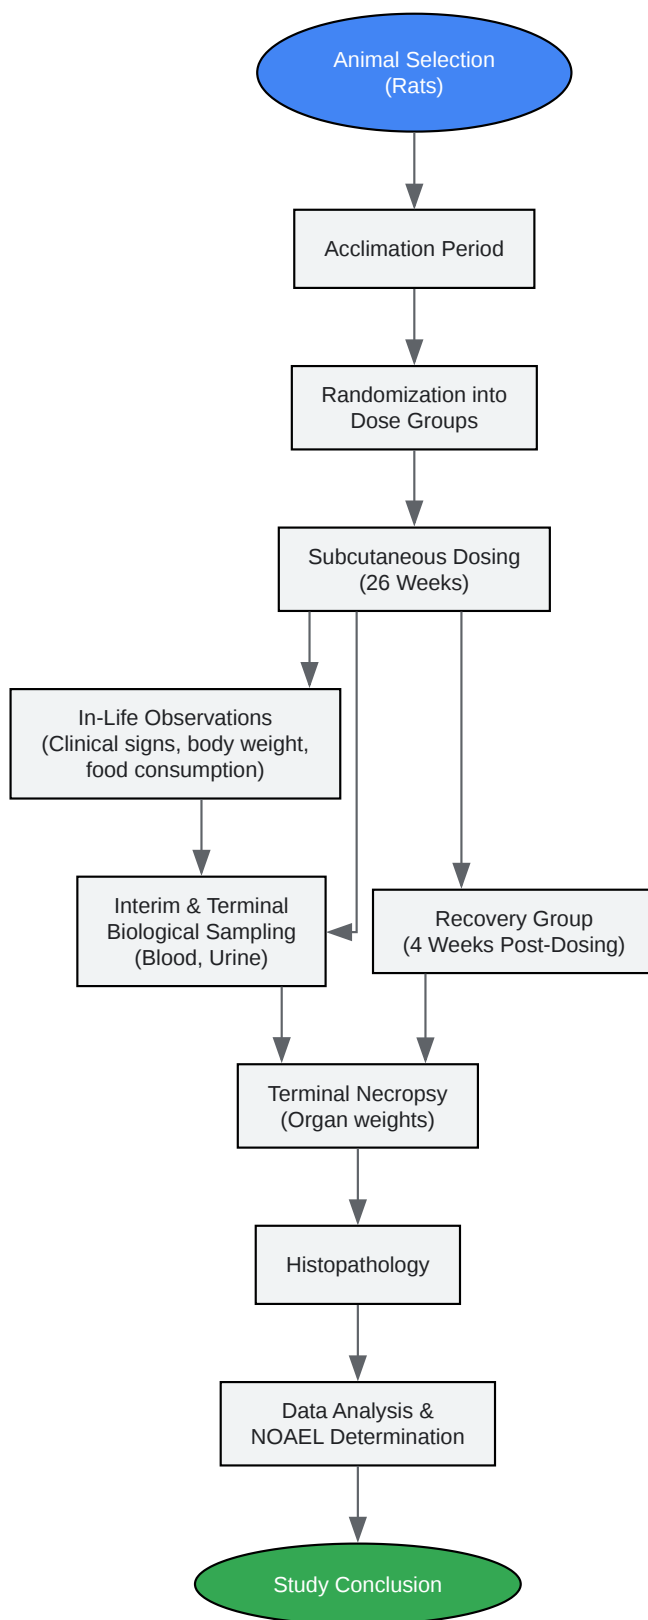 Animal Selection
(Rats)
Acclimation Period
Randomization into
Dose Groups
Subcutaneous Dosing
(26 Weeks)
In-Life Observations
(Clinical signs, body weight,
food consumption)
Interim & Terminal
Biological Sampling
(Blood, Urine)
Recovery Group
(4 Weeks Post-Dosing)
Terminal Necropsy
(Organ weights)
Histopathology
Data Analysis &
NOAEL Determination
Study Conclusion